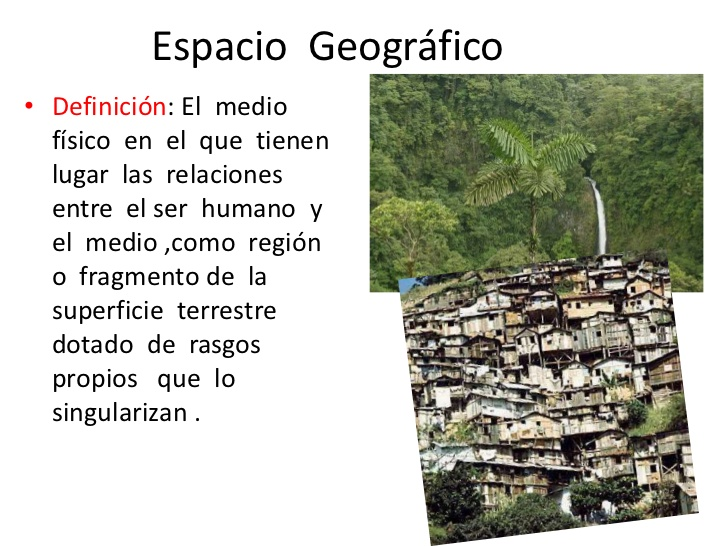 Espacio  Geográfico
• Definición: El  medio
físico  en  el  que  tienen
lugar  las  relaciones
entre  el ser  humano  y
el  medio ,como  región
o  fragmento de  la
superficie  terrestre
dotado  de  rasgos
propios   que  lo
singularizan .